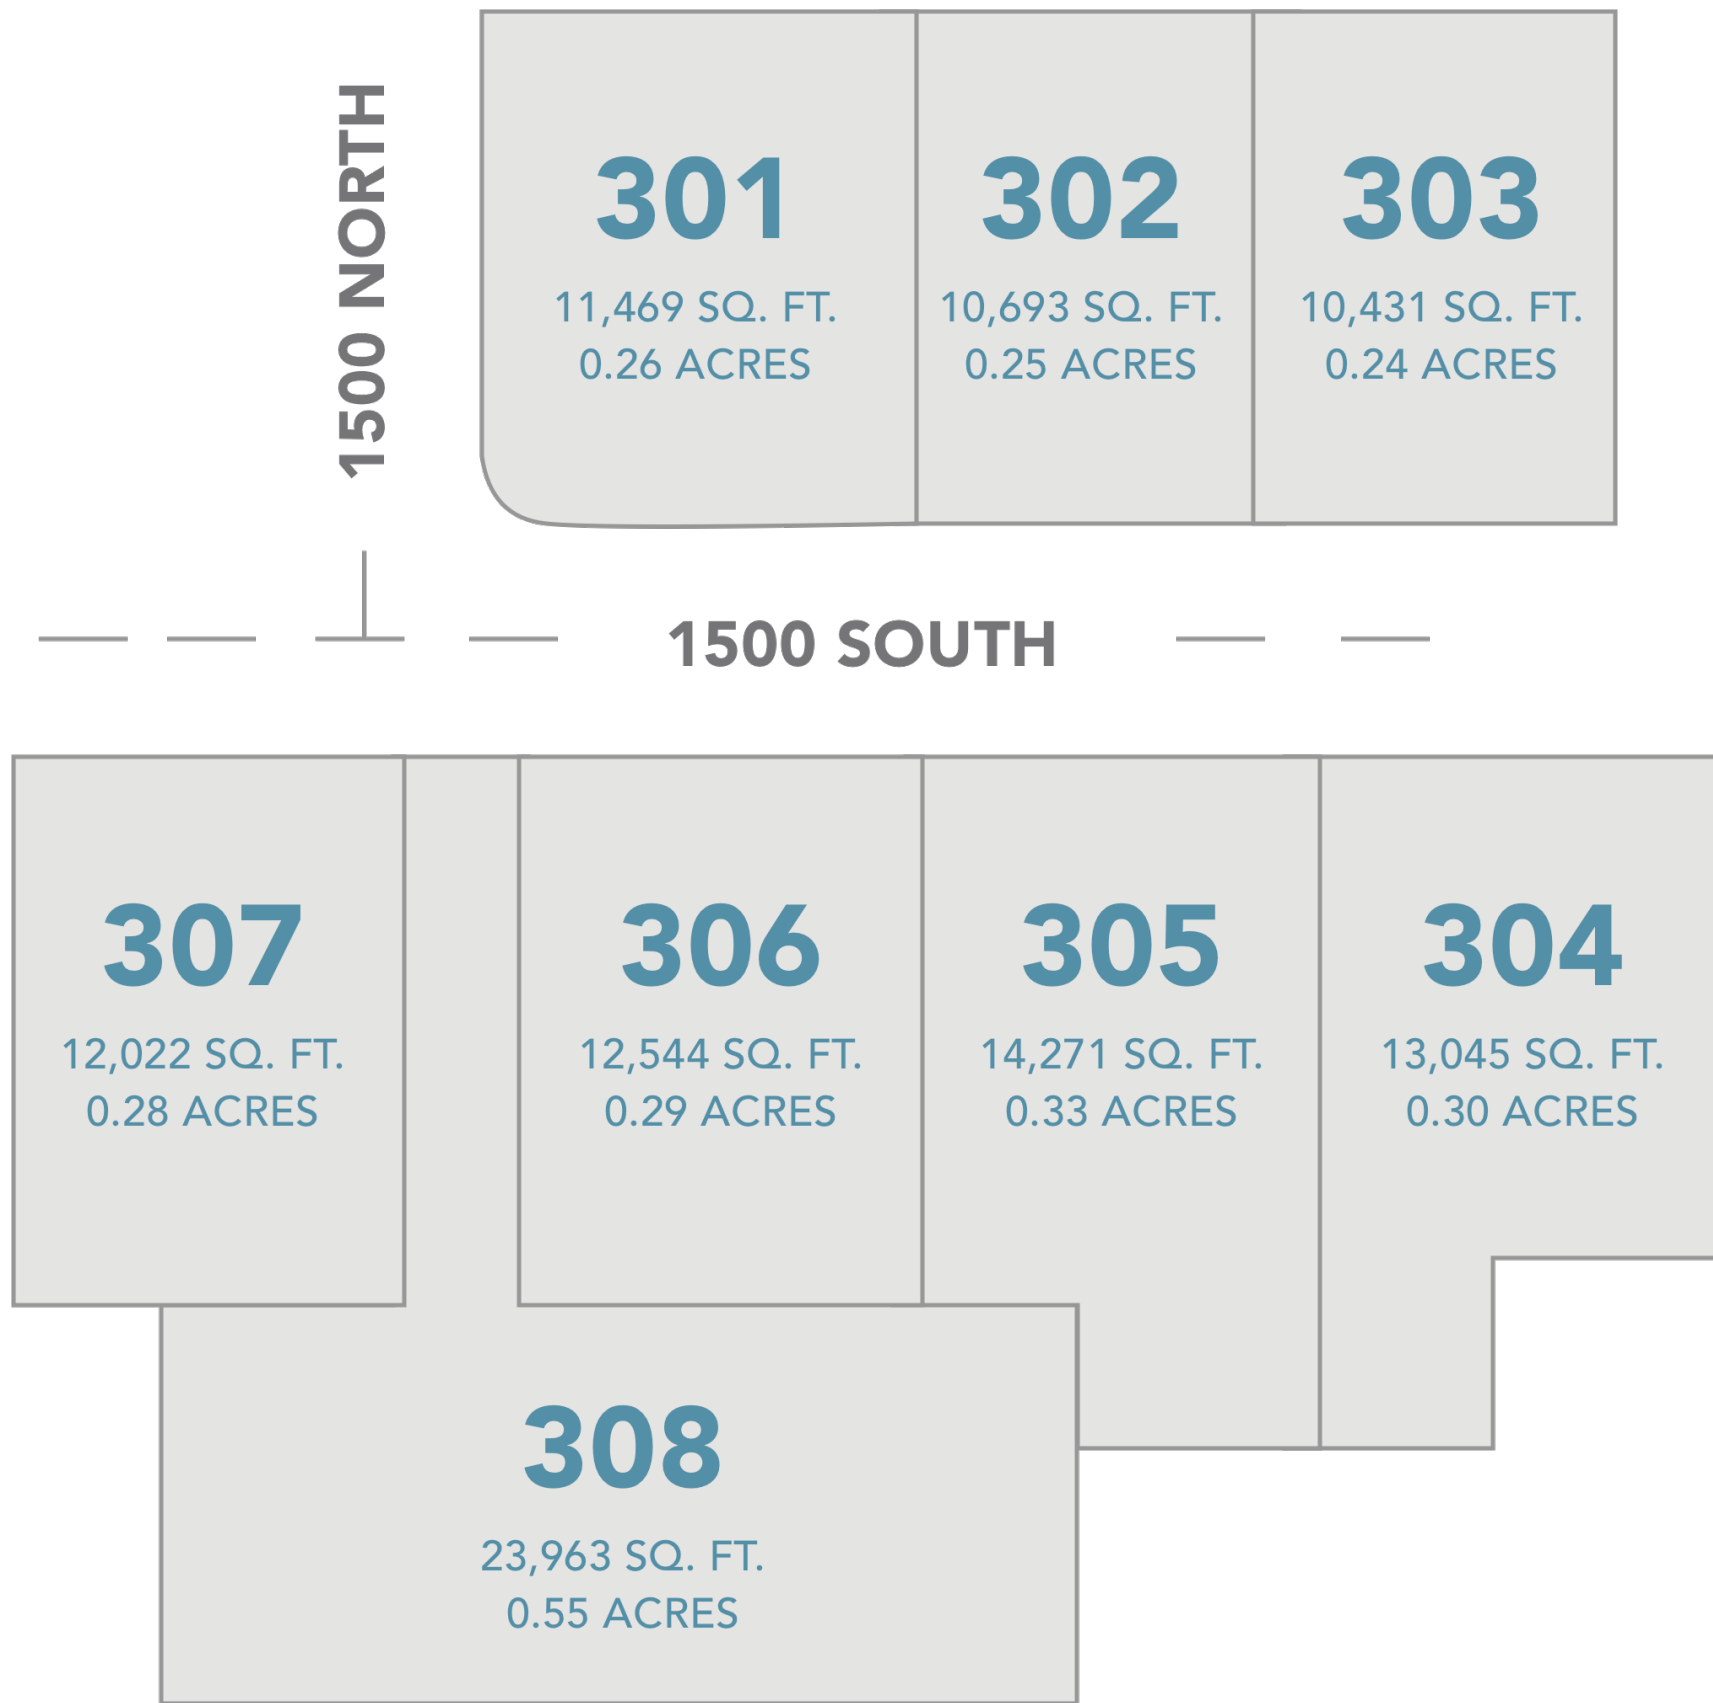 1500 NORTH
301
11,469 SQ. FT.
0.26 ACRES
302
10,693 SQ. FT.
0.25 ACRES
303
10,431 SQ. FT.
0.24 ACRES
1500 SOUTH
307
12,022 SQ. FT.
0.28 ACRES
306
12,544 SQ. FT.
0.29 ACRES
305
14,271 SQ. FT.
0.33 ACRES
304
13,045 SQ. FT.
0.30 ACRES
308
23,963 SQ. FT.
0.55 ACRES